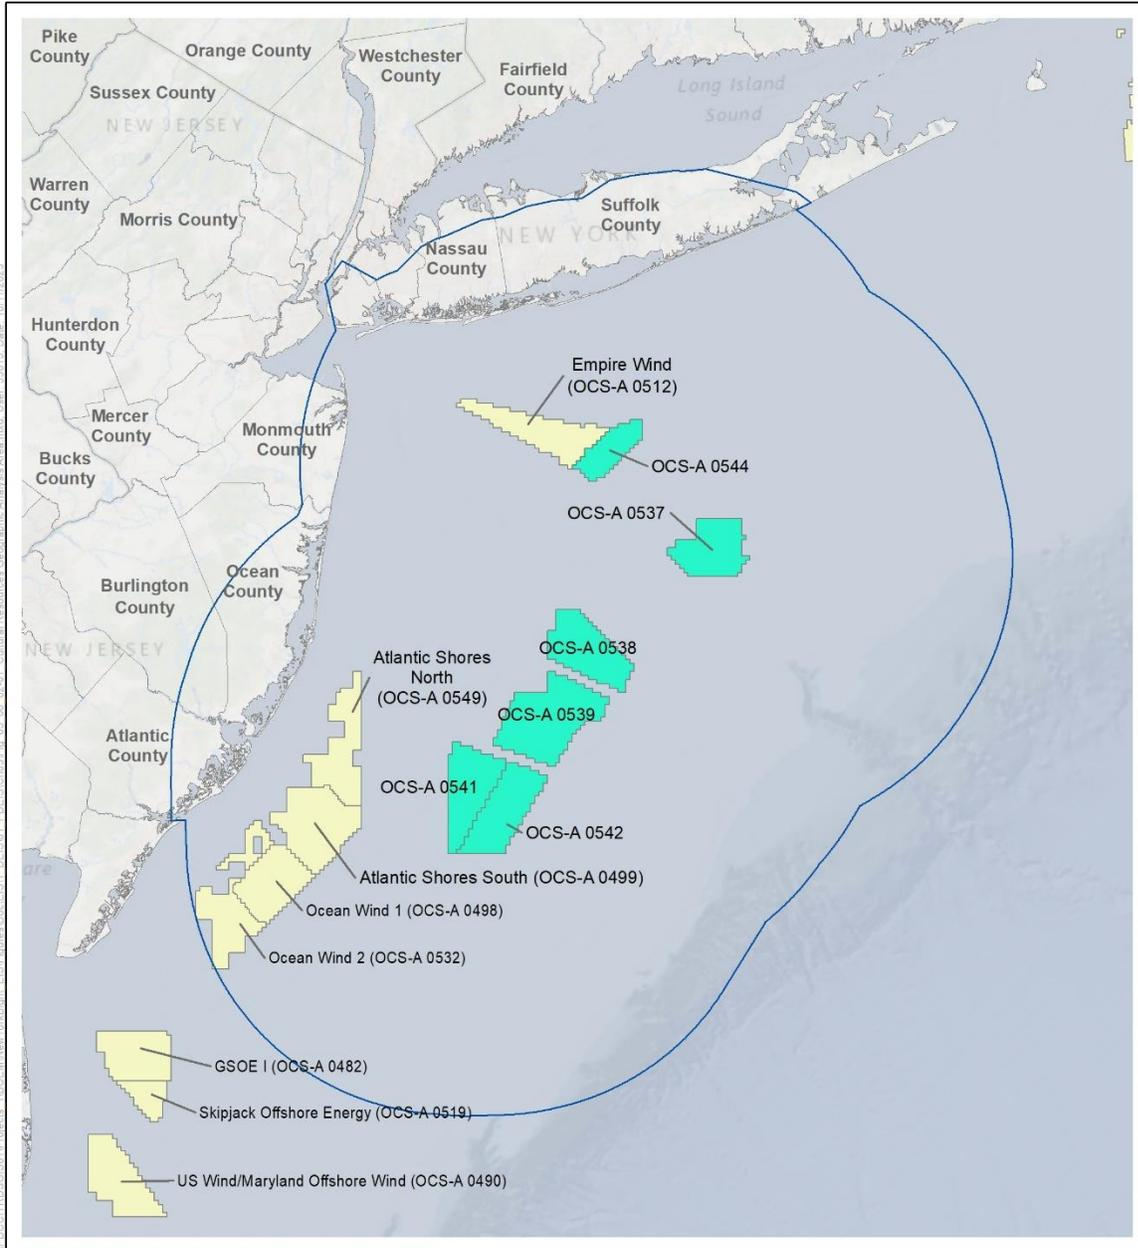 Pike
County
Orange County
Westchester
County
Fairfield
County
Sussex County
NEW JERSEY
Long Island
Sound
Warren
County
Morris County
Suffolk
County
NEW YORK
Nassau
County
Hunterdon
County
Empire Wind
(OCS-A 0512)
Mercer
County
Monmouth
County
Bucks
County
OCS-A 0544
OCS-A 0537
Ocean
County
Burlington
County
NEW JERSEY
OCS-A 0538
Atlantic Shores
North
(OCS-A 0549)
OCS-A 0539
Atlantic
County
OCS-A 0541
OCS-A 0542
are
Atlantic Shores South (OCS-A 0499)
Ocean Wind 1 (OCS-A 0498)
Ocean Wind 2 (OCS-A 0532)
GSOE I (OCS-A 0482)
Skipjack Offshore Energy (OCS-A 0519)
US Wind/Maryland Offshore Wind (OCS-A 0490)